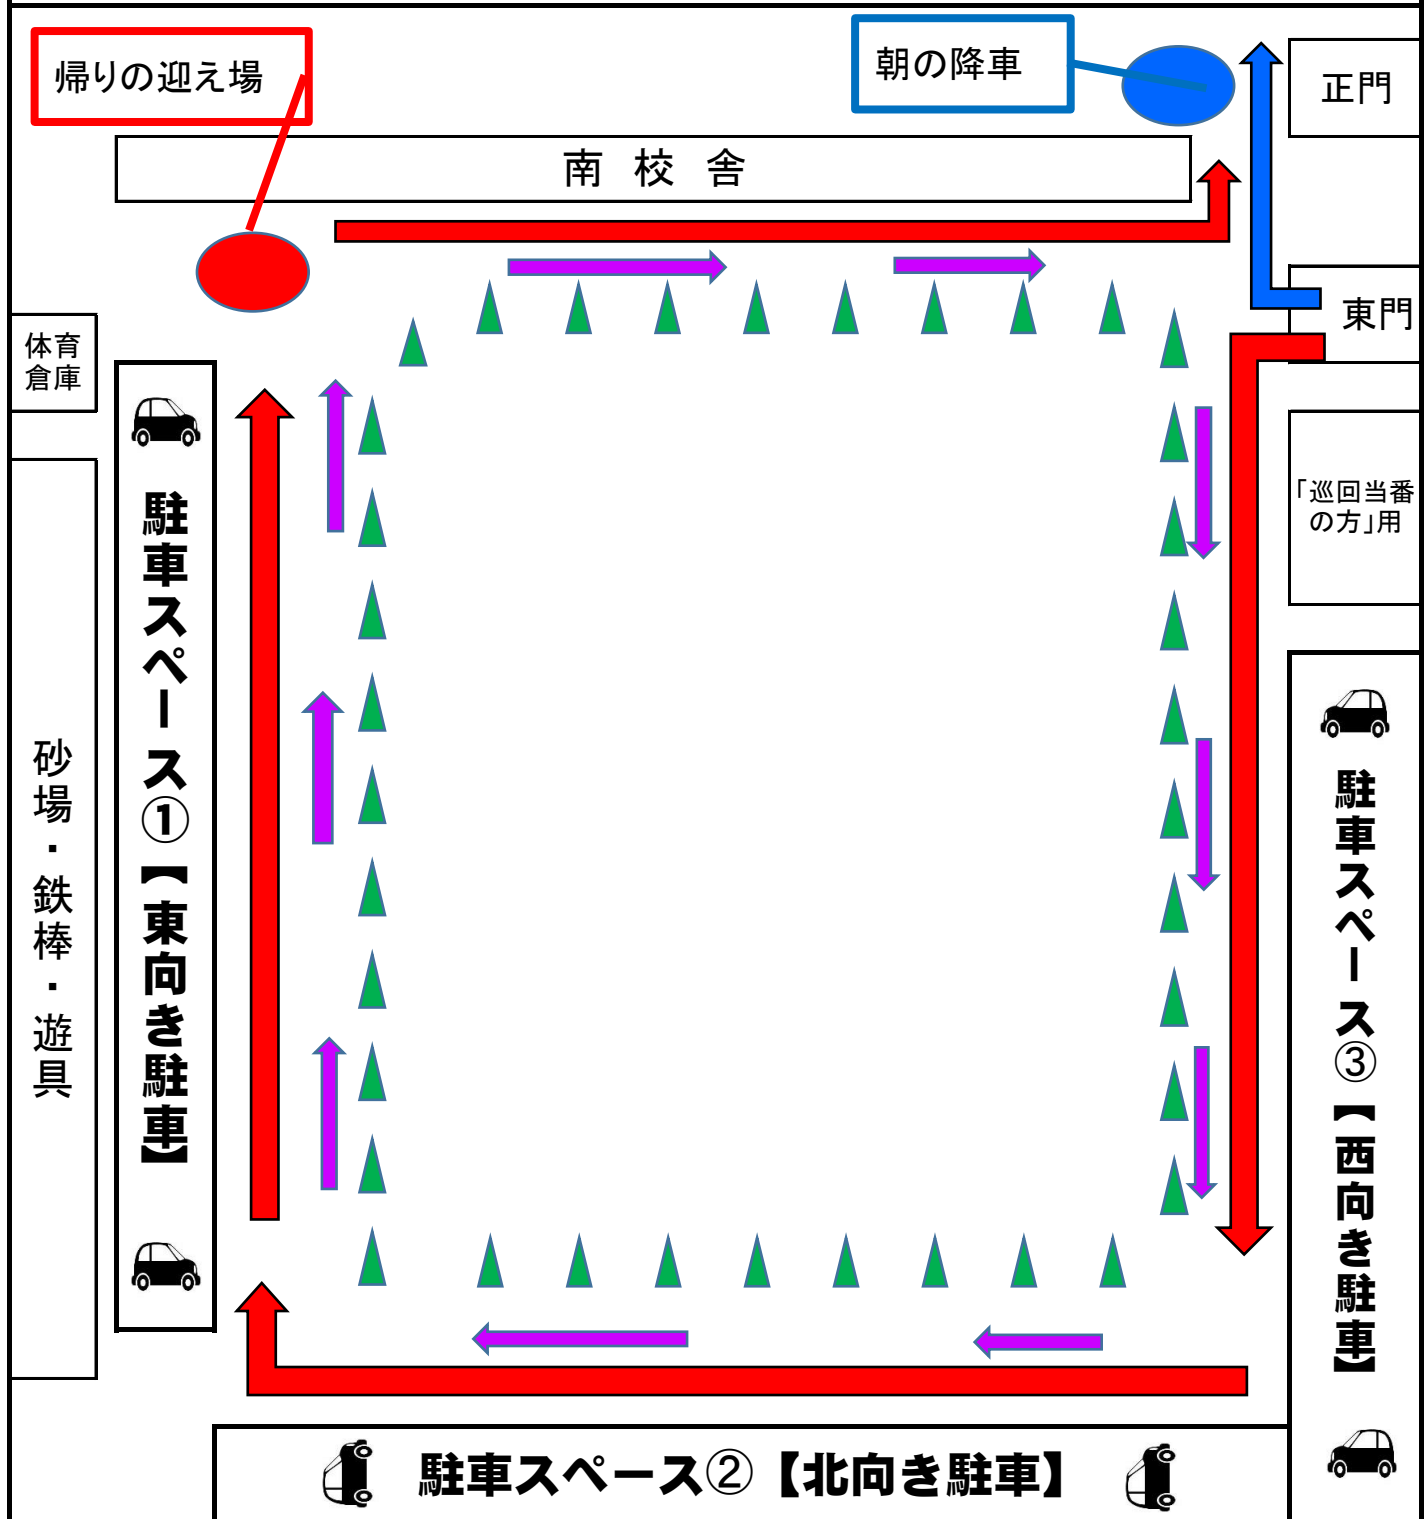 帰りの迎え場
朝の降車
正門
南 校 舎
東門
体育
倉庫
「巡回当番
の方」用
駐車スペース①【東向き駐車】
砂場・鉄棒・遊具
駐車スペース③【西向き駐車】
駐車スペース②【北向き駐車】